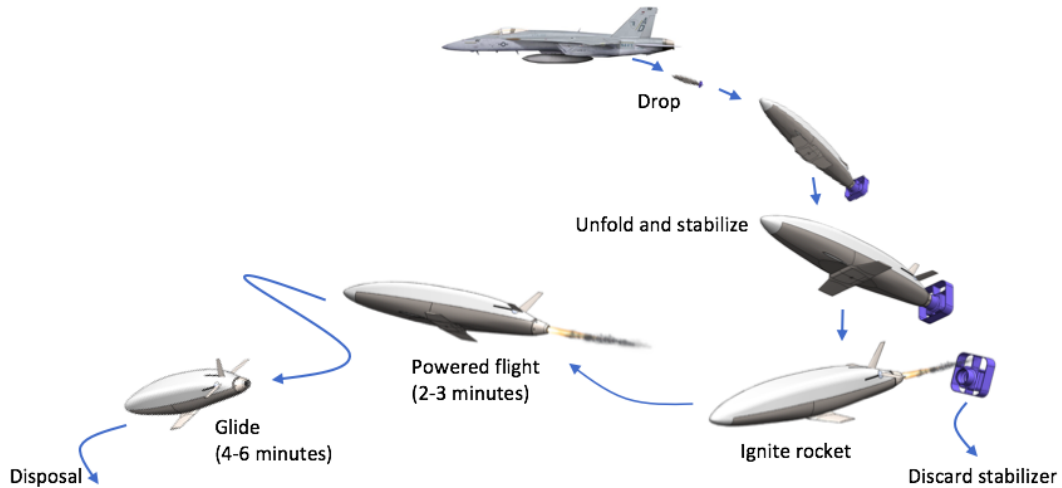 Drop
Unfold and stabilize
Powered flight
(2-3 minutes)
Glide
(4-6 minutes)
Ignite rocket
Disposal
Discard stabilizer